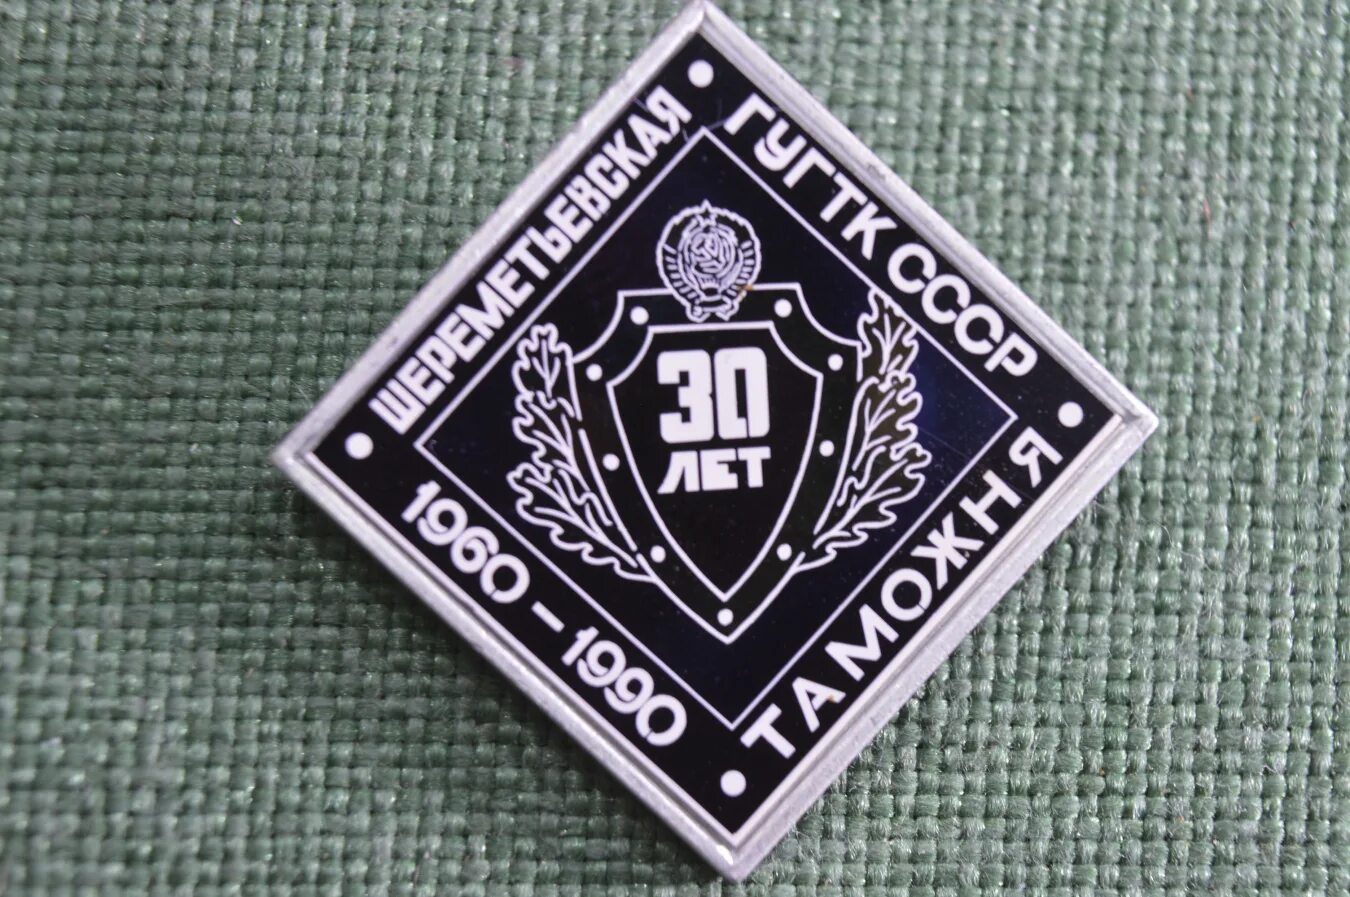 ШЕРЕМЕТЬЕВСКАЯ
ГУГТК СССР
ТАМОЖНЯ
1960 – 1990
30
ЛЕТ